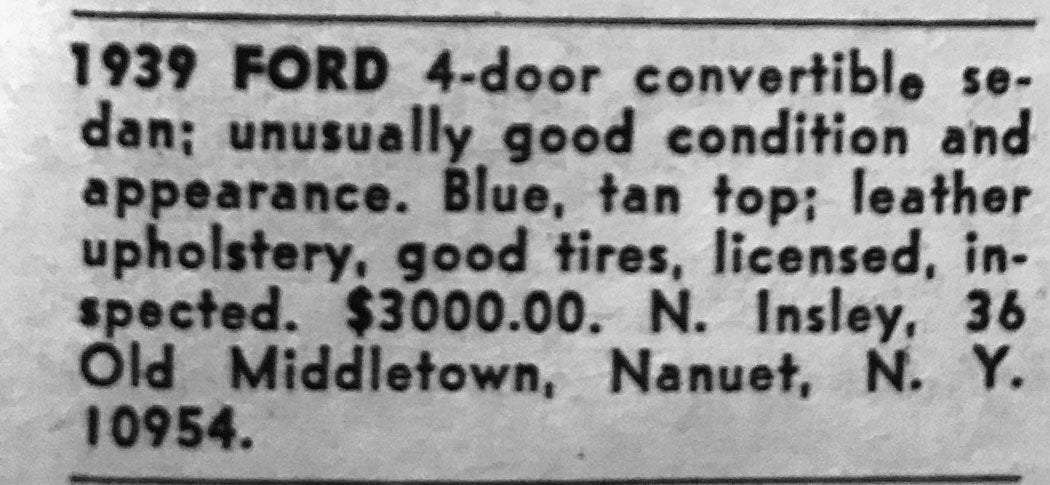 1939 FORD 4-door convertible se-
dan; unusually good condition and
appearance. Blue, tan top; leather
upholstery, good tires, licensed, in-
spected. $3000.00. N. Insley, 36
Old Middletown, Nanuet, N. Y.
10954.